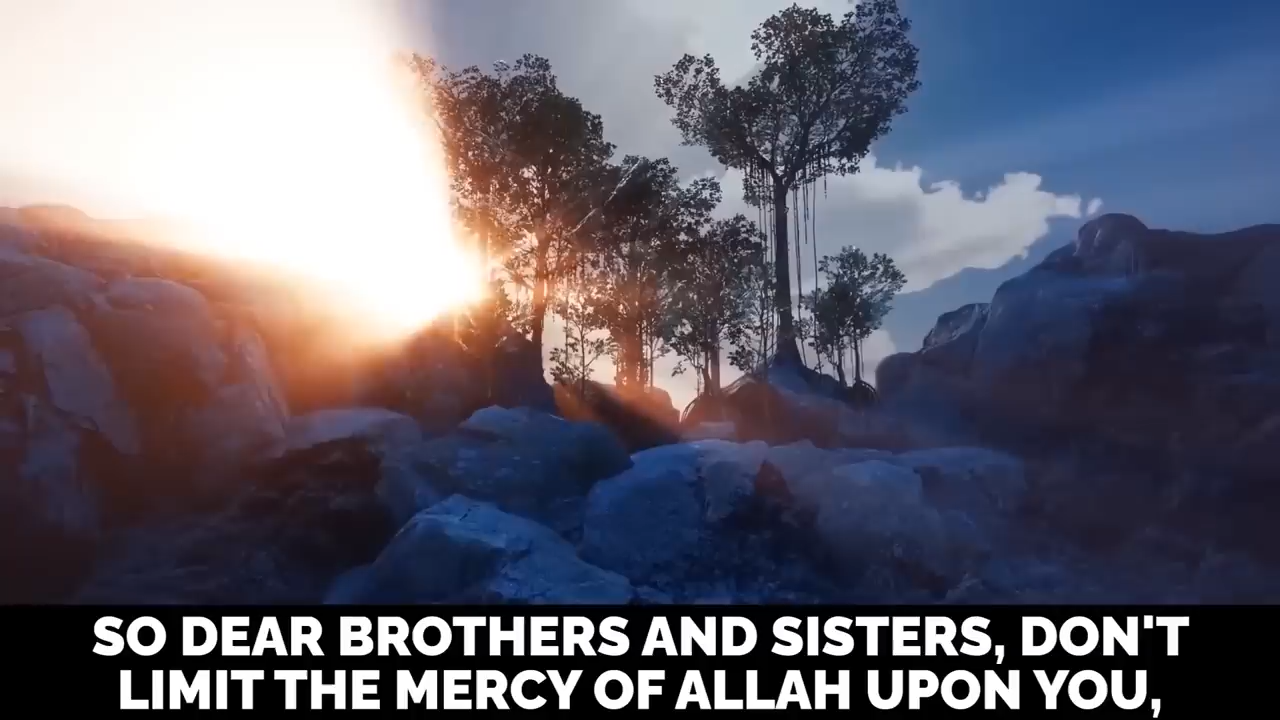 SO DEAR BROTHERS AND SISTERS, DON'T
LIMIT THE MERCY OF ALLAH UPON YOU,